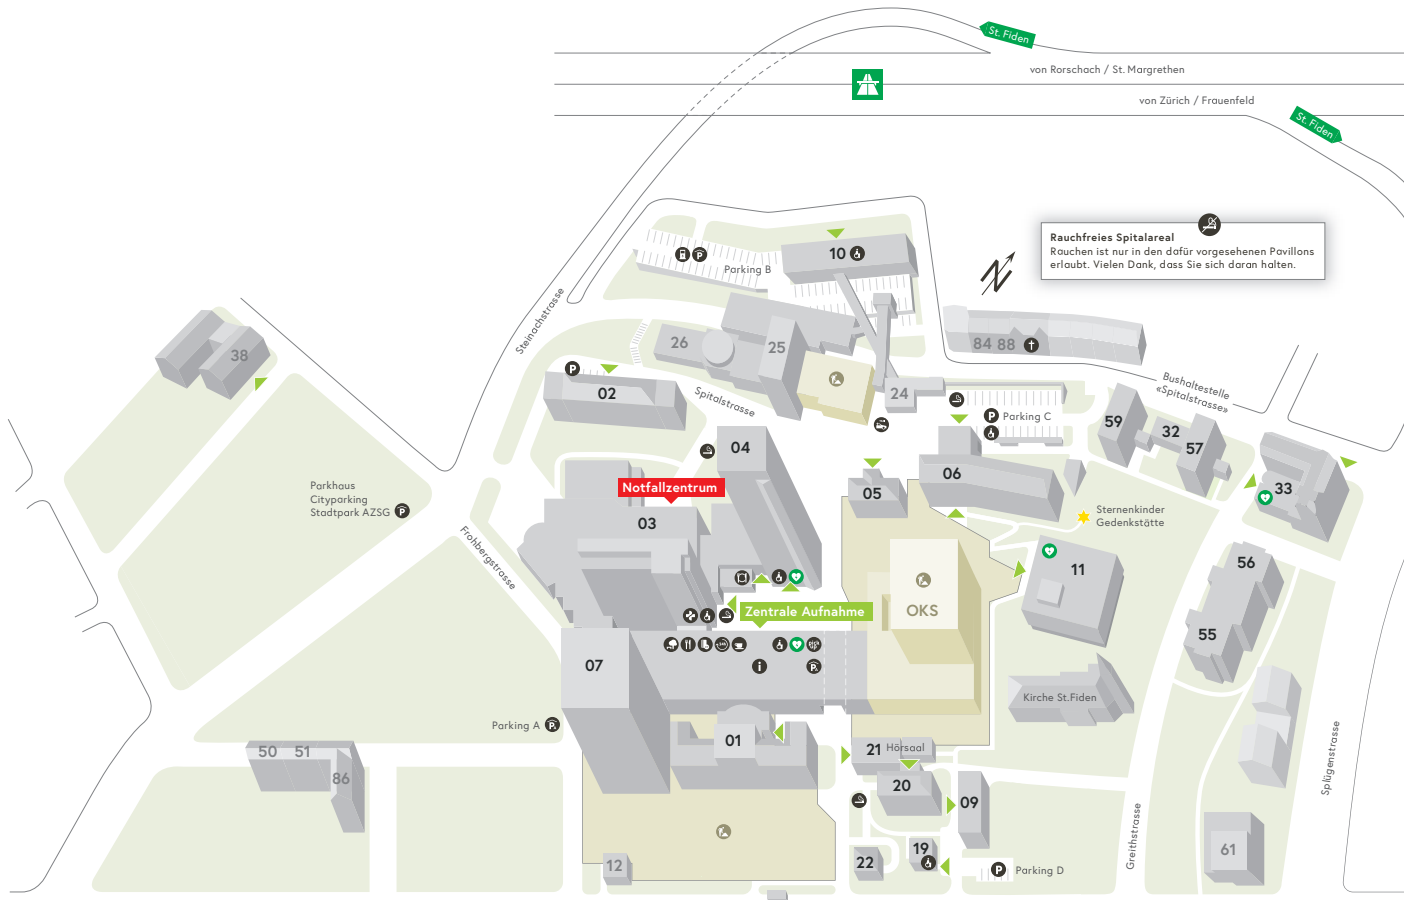 St. Fiden
von Rorschach / St. Margrethen
von Zürich / Frauenfeld
St. Fiden
Rauchfreies Spitalareal
Rauchen ist nur in den dafür vorgesehenen Pavillons
erlaubt. Vielen Dank, dass Sie sich daran halten.
N
10
Parking B
P
Steinachstrasse
38
26
25
84 88
02
P
Spitalstrasse
24
Bushaltestelle
«Spitalstrasse»
Parking C
P
59
32
57
04
06
05
33
Parkhaus
Cityparking
Stadtpark AZSG
P
Notfallzentrum
03
Sternenkinder
Gedenkstätte
Frohbergstrasse
11
56
OKS
Zentrale Aufnahme
55
07
i
P
Kirche St.Fiden
Parking A
P
01
21
Hörsaal
50
51
86
20
09
Splügenstrasse
Greithstrasse
12
22
19
P
Parking D
61